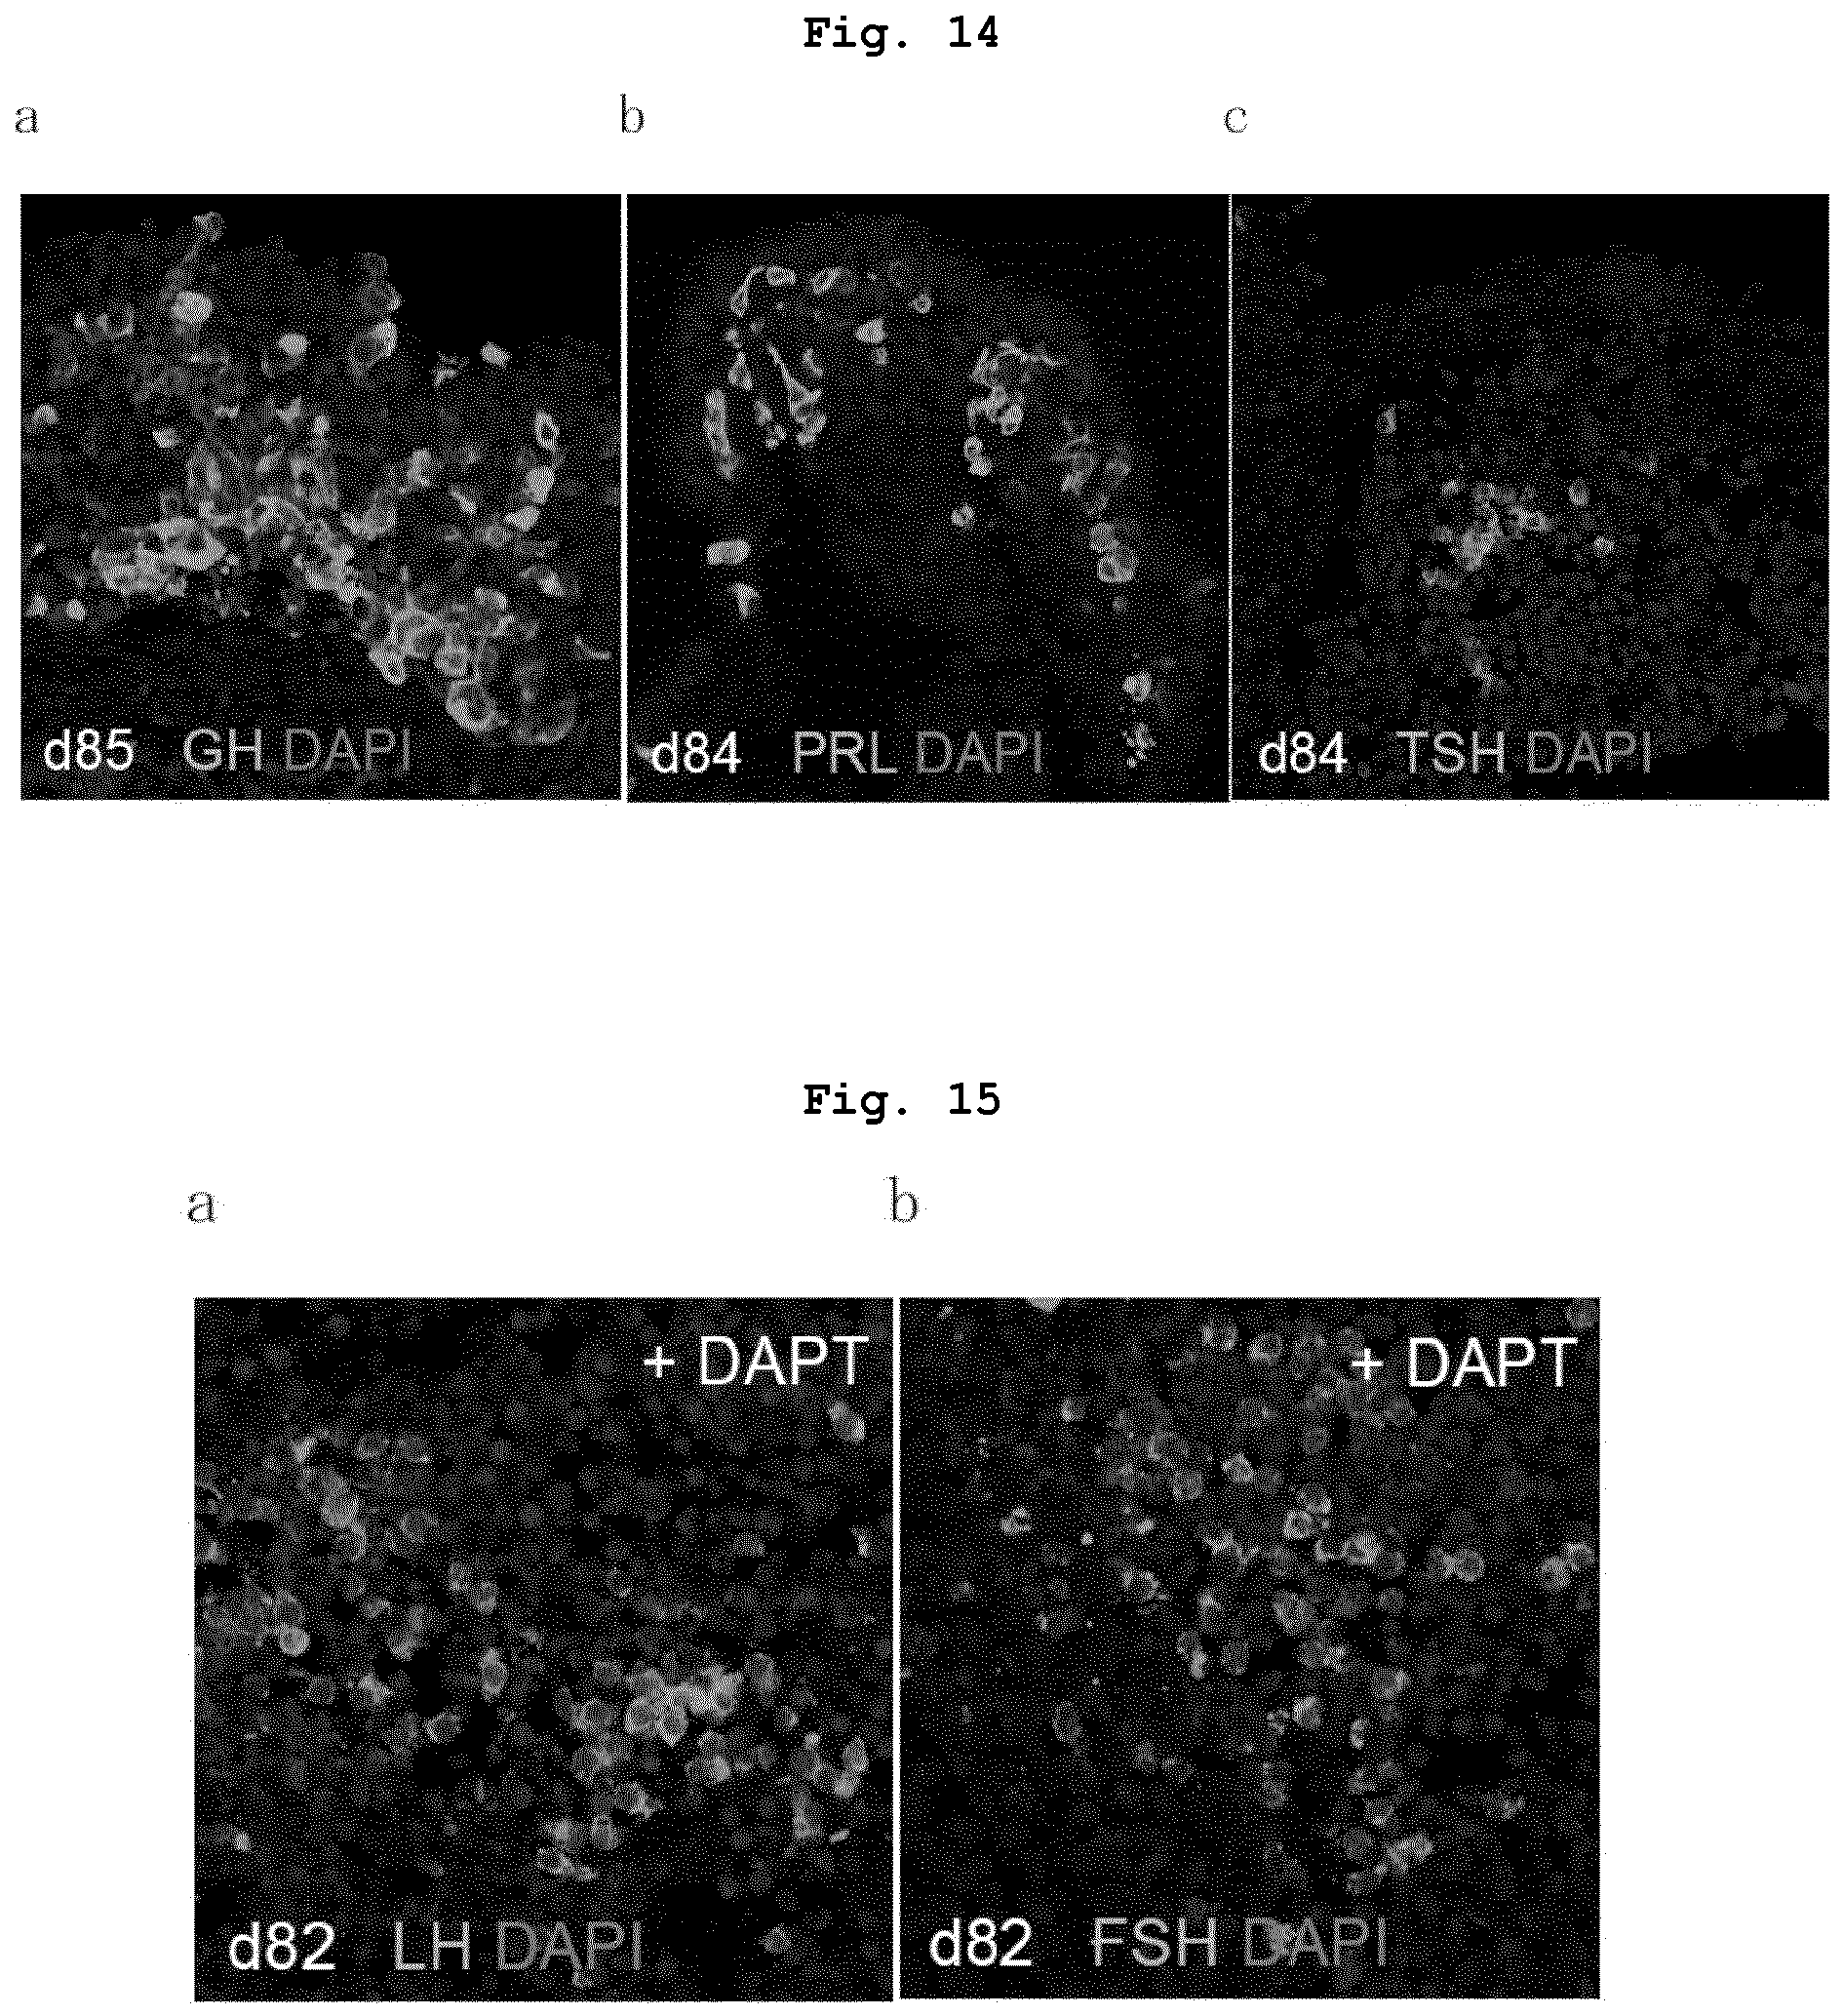 Fig. 14
a b c
d85 GH DAPI d84 PRL DAPI d84 TSH DAPI
Fig. 15
a b
+ DAPT + DAPT
d82 LH DAPI d82 FSH DAPI